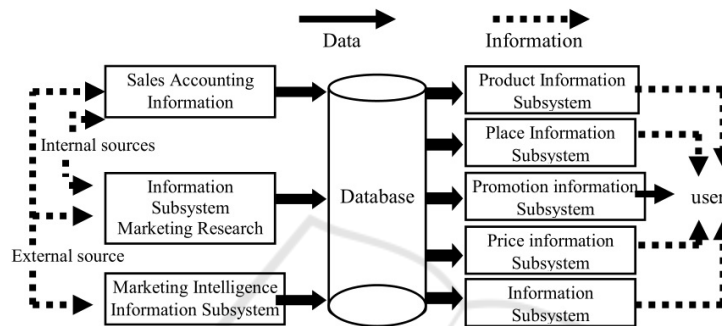 Data
Information
Sales Accounting
Information
Internal sources
Information
Subsystem
Marketing Research
External source
Marketing Intelligence
Information Subsystem
Database
Product Information
Subsystem
Place Information
Subsystem
Promotion information
Subsystem
Price information
Subsystem
Information
Subsystem
user